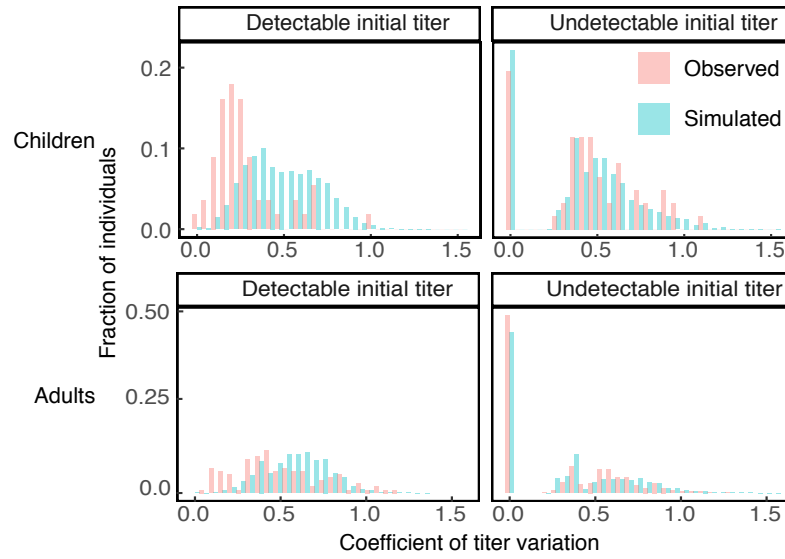 Detectable initial titer
Undetectable initial titer
Observed
Simulated
Children
Fraction of individuals
0.2
0.1
0.0
0.0 0.5 1.0 1.5
0.0 0.5 1.0 1.5
Detectable initial titer
Undetectable initial titer
Adults
0.50
0.25
0.0
0.0 0.5 1.0 1.5
0.0 0.5 1.0 1.5
Coefficient of titer variation